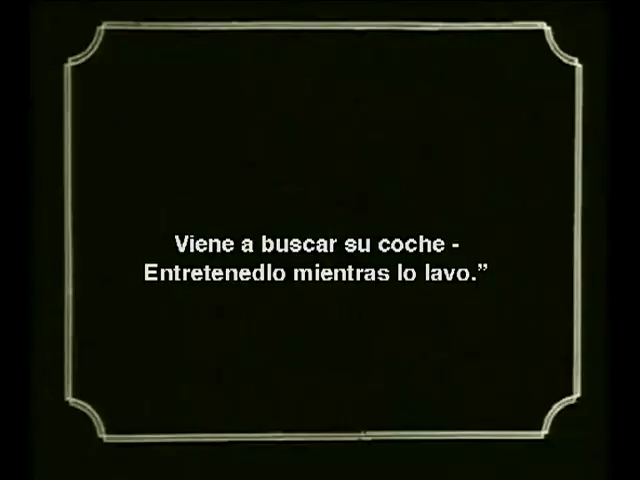 Viene a buscar su coche -
Entretenedlo mientras lo lavo.”